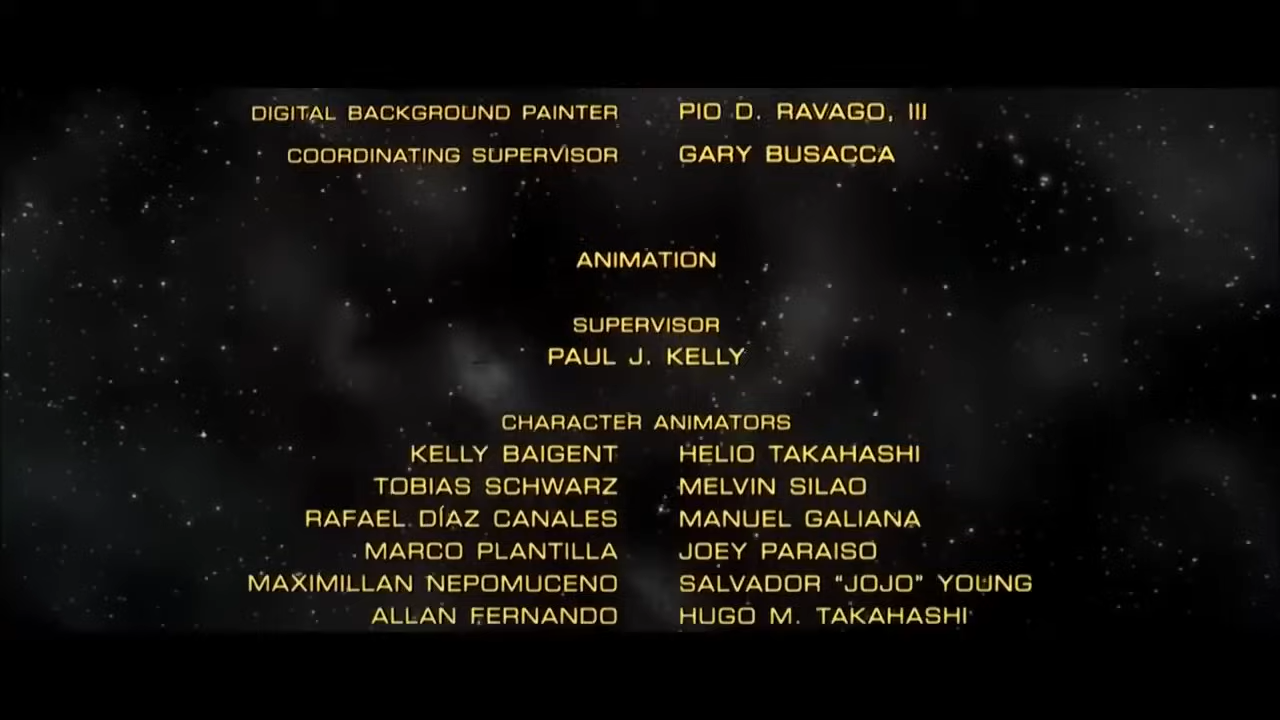 DIGITAL BACKGROUND PAINTER PIO D. RAVAGO, III
COORDINATING SUPERVISOR GARY BUSACCA
ANIMATION
SUPERVISOR
PAUL J. KELLY
CHARACTER ANIMATORS
KELLY BAIGENT HELIO TAKAHASHI
TOBIAS SCHWARZ MELVIN SILAO
RAFAEL DÍAZ CANALES MANUEL GALIANA
MARCO PLANTILLA JOEY PARAISO
MAXIMILLAN NEPOMUCENO SALVADOR “JOJO” YOUNG
ALLAN FERNANDO HUGO M. TAKAHASHI